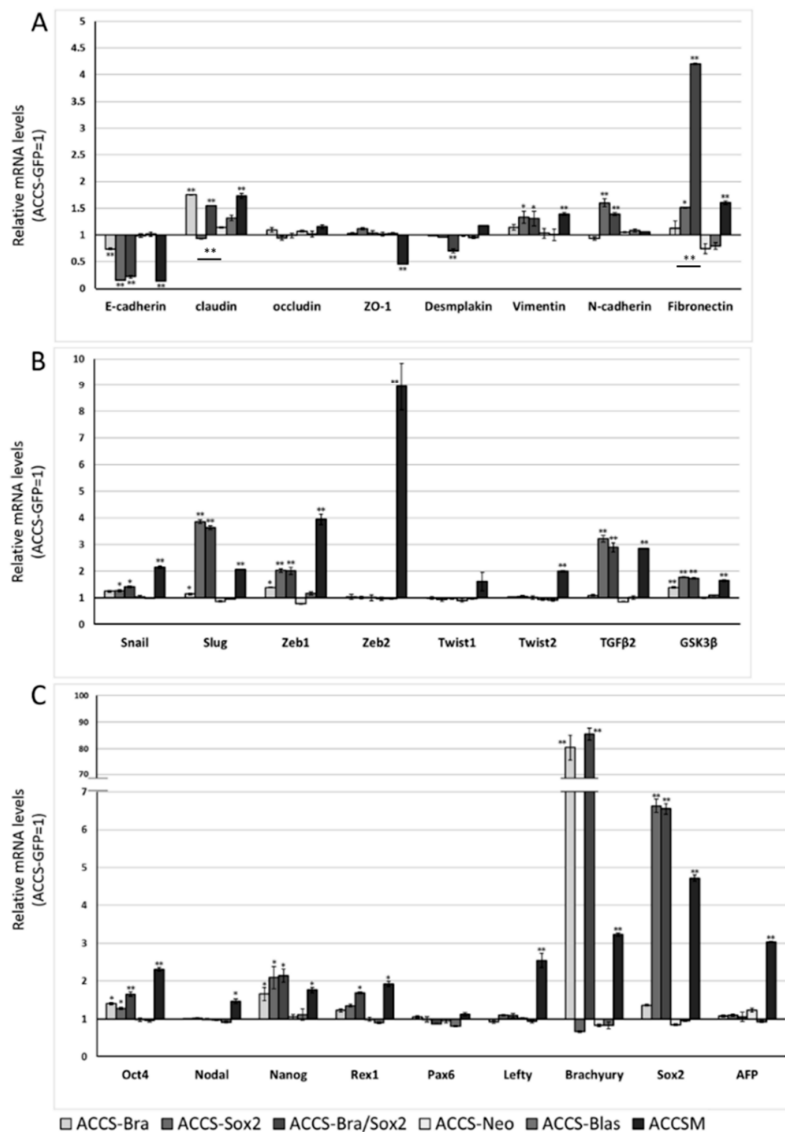 A
Relative mRNA levels
(ACCS-GFP=1)
5
4.5
4
3.5
3
2.5
2
1.5
1
0.5
0
** ** ** ** ** ** ** ** ** ** * * ** ** ** * ** ** **
E-cadherin claudin occludin ZO-1 Desmplakin Vimentin N-cadherin Fibronectin
B
Relative mRNA levels
(ACCS-GFP=1)
10
9
8
7
6
5
4
3
2
1
0
* * ** * ** ** ** * ** ** ** ** ** ** ** ** ** ** ** **
Snail Slug Zeb1 Zeb2 Twist1 Twist2 TGFβ2 GSK3β
C
Relative mRNA levels
(ACCS-GFP=1)
100
90
80
70
7
6
5
4
3
2
1
0
* * ** ** * * * * * * * ** ** ** ** ** ** ** **
Oct4 Nodal Nanog Rex1 Pax6 Lefty Brachyury Sox2 AFP
ACCS-Bra ACCS-Sox2 ACCS-Bra/Sox2 ACCS-Neo ACCS-Blas ACCSM